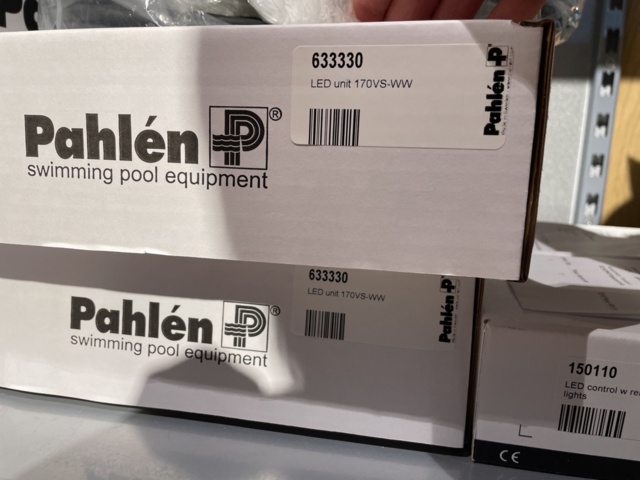 633330
LED unit 170VS-WW
Pahlén
Pahlén
®
swimming pool equipment
633330
LED unit 170VS-WW
Pahlén
Pahlén
®
swimming pool equipment
150110
LED control w
lights
CE